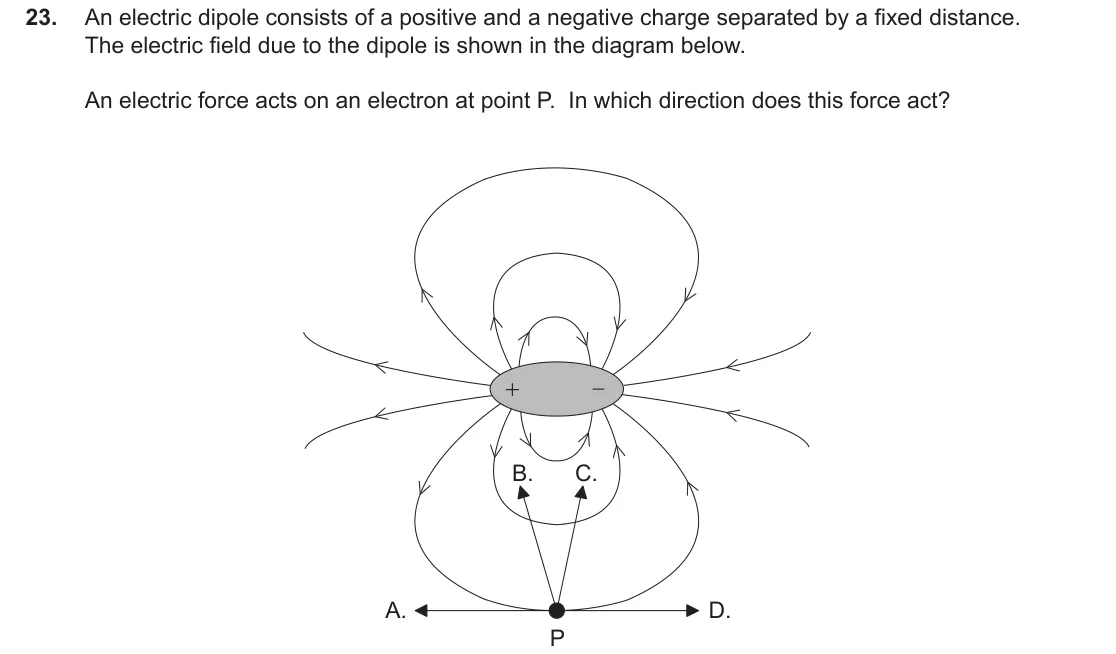 23. An electric dipole consists of a positive and a negative charge separated by a fixed distance.
The electric field due to the dipole is shown in the diagram below.
An electric force acts on an electron at point P. In which direction does this force act?
+ −
B. C.
A. D.
P